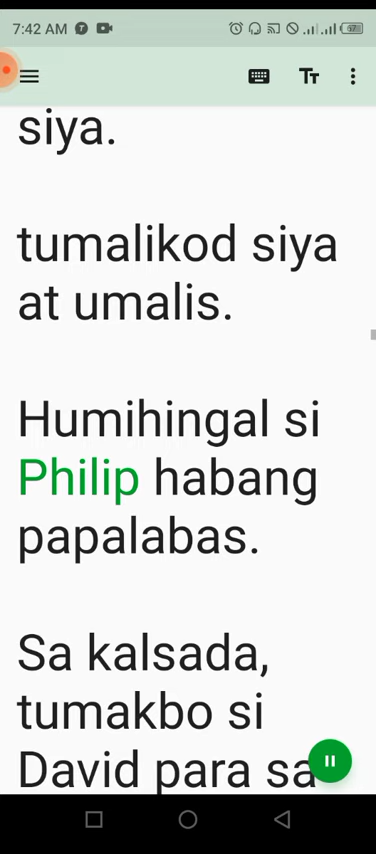 7:42 AM
siya.
tumalikod siya
at umalis.
Humihingal si
Philip habang
papalabas.
Sa kalsada,
tumakbo si
David para sa